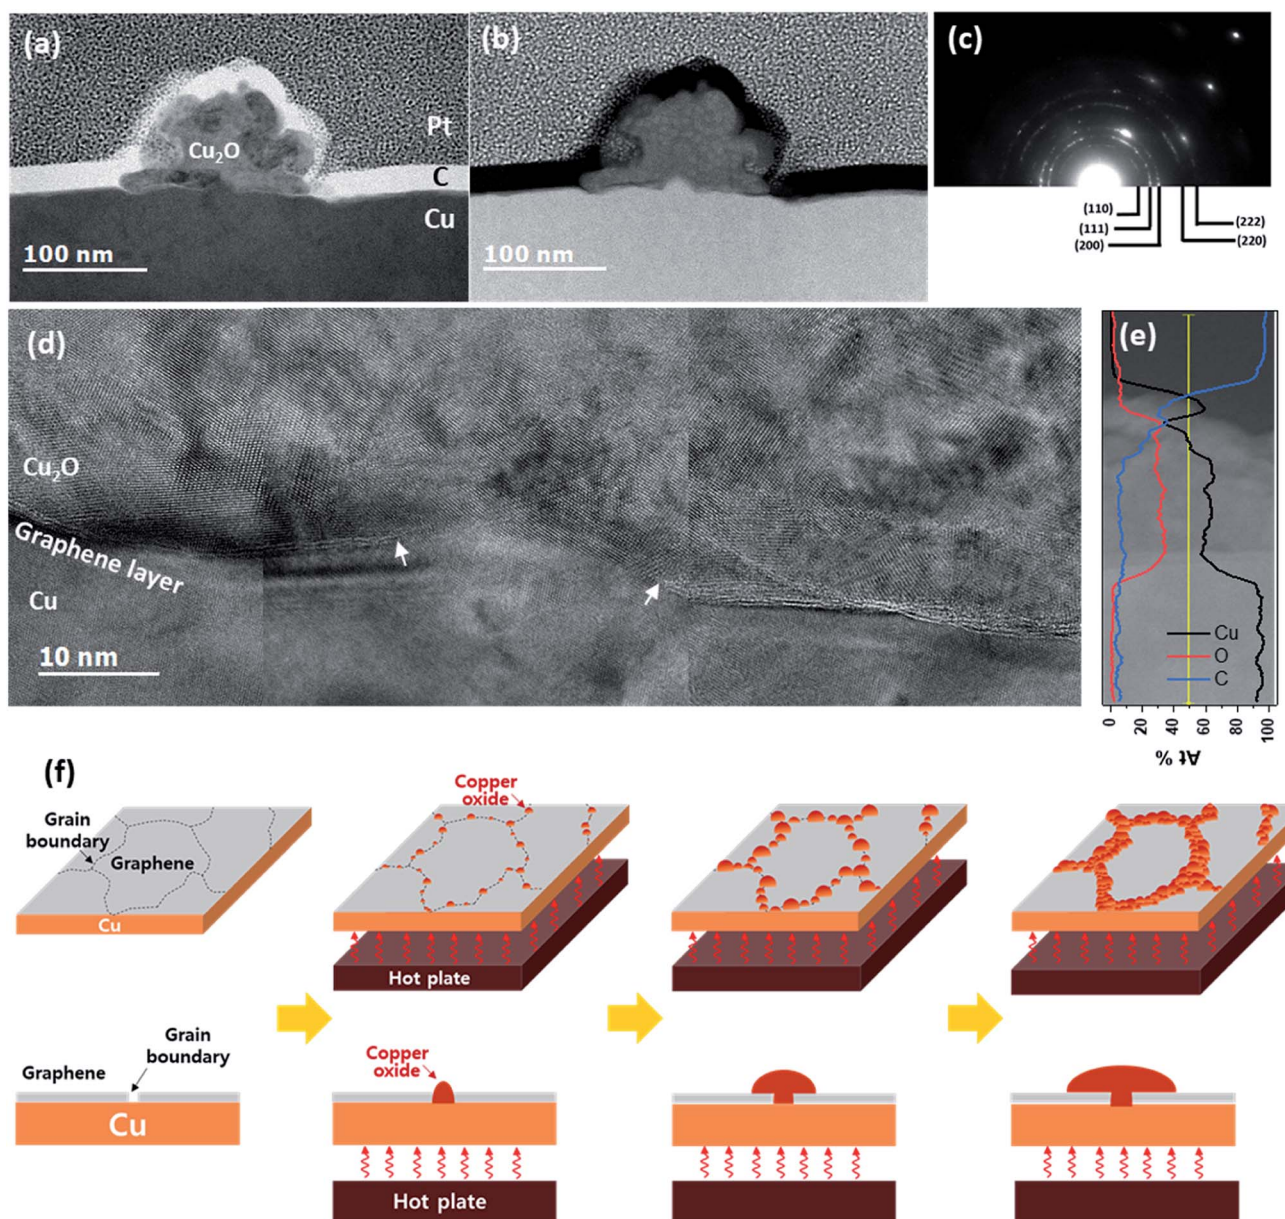 (a)
Pt
Cu₂O
C
Cu
100 nm
(b)
100 nm
(c)
(110)
(111)
(200)
(222)
(220)
(d)
Cu₂O
Graphene layer
Cu
10 nm
(e)
Cu
O
C
0
20
40
60
80
100
At %
(f)
Grain
boundary
Graphene
Cu
Copper
oxide
Hot plate
Graphene
Grain
boundary
Cu
Copper
oxide
Hot plate